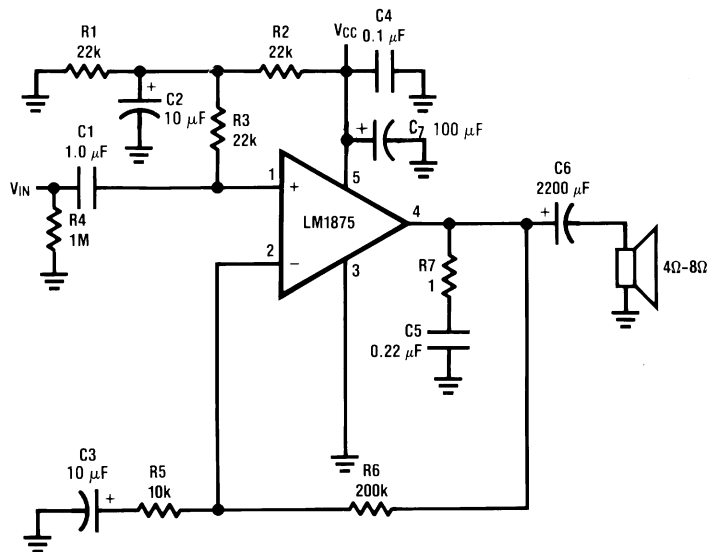 R1
22k
R2
22k
VCC
C4
0.1 μF
+
C2
10 μF
R3
22k
+
C7 100 μF
C1
1.0 μF
VIN
R4
1M
1
+
5
LM1875
4
2
−
3
C6
2200 μF
+
R7
1
4Ω-8Ω
C5
0.22 μF
C3
10 μF
+
R5
10k
R6
200k